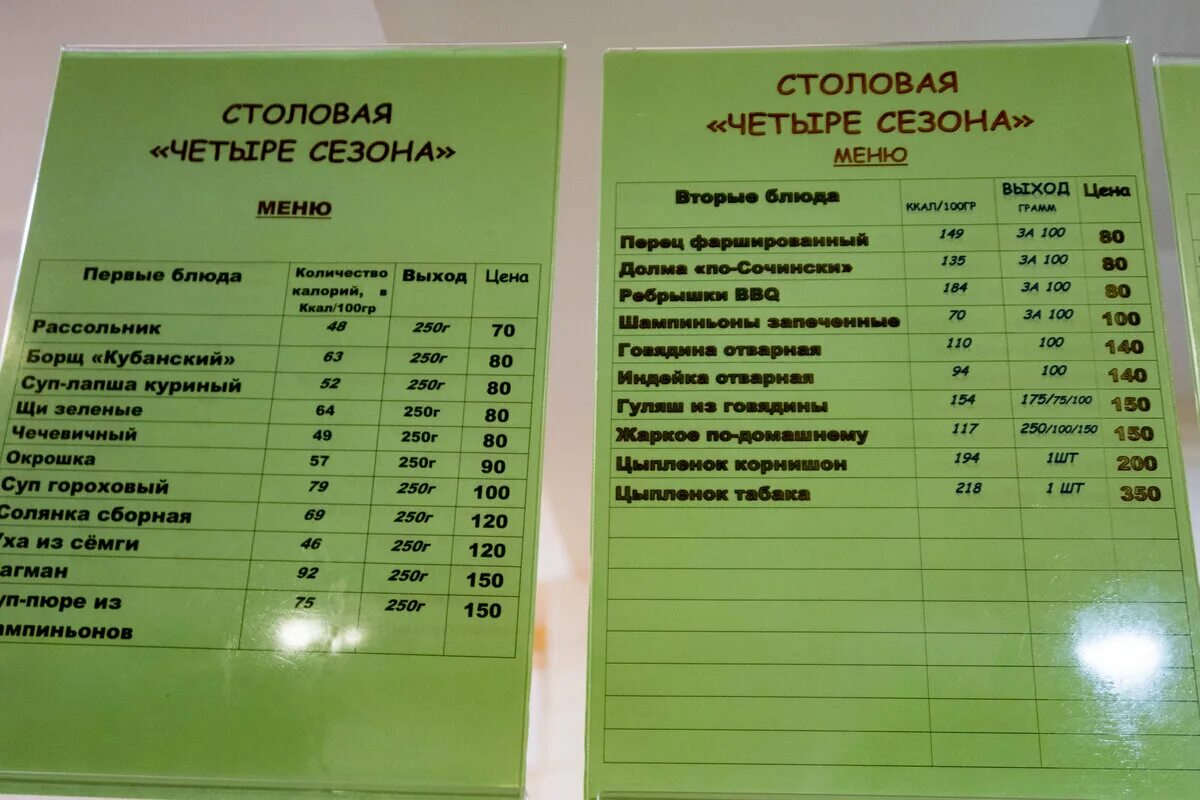 СТОЛОВАЯ
«ЧЕТЫРЕ СЕЗОНА»
МЕНЮ
Первые блюда Количество калорий, в Ккал/100гр Выход Цена
Рассольник 48 250г 70
Борщ «Кубанский» 63 250г 80
Суп-лапша куриный 52 250г 80
Щи зеленые 64 250г 80
Чечевичный 49 250г 80
Окрошка 57 250г 90
Суп гороховый 79 250г 100
Солянка сборная 69 250г 120
Уха из сёмги 46 250г 120
агман 92 250г 150
уп-пюре из 75 250г 150
ампиньонов
СТОЛОВАЯ
«ЧЕТЫРЕ СЕЗОНА»
МЕНЮ
Вторые блюда ККАЛ/100ГР ВЫХОД ГРАММ Цена
Перец фаршированный 149 ЗА 100 80
Долма «по-Сочински» 135 ЗА 100 80
Ребрышки BBQ 184 ЗА 100 80
Шампиньоны запеченные 70 ЗА 100 100
Говядина отварная 110 100 140
Индейка отварная 94 100 140
Гуляш из говядины 154 175/75/100 150
Жаркое по-домашнему 117 250/100/150 150
Цыпленок корнишон 194 1ШТ 200
Цыпленок табака 218 1 ШТ 350